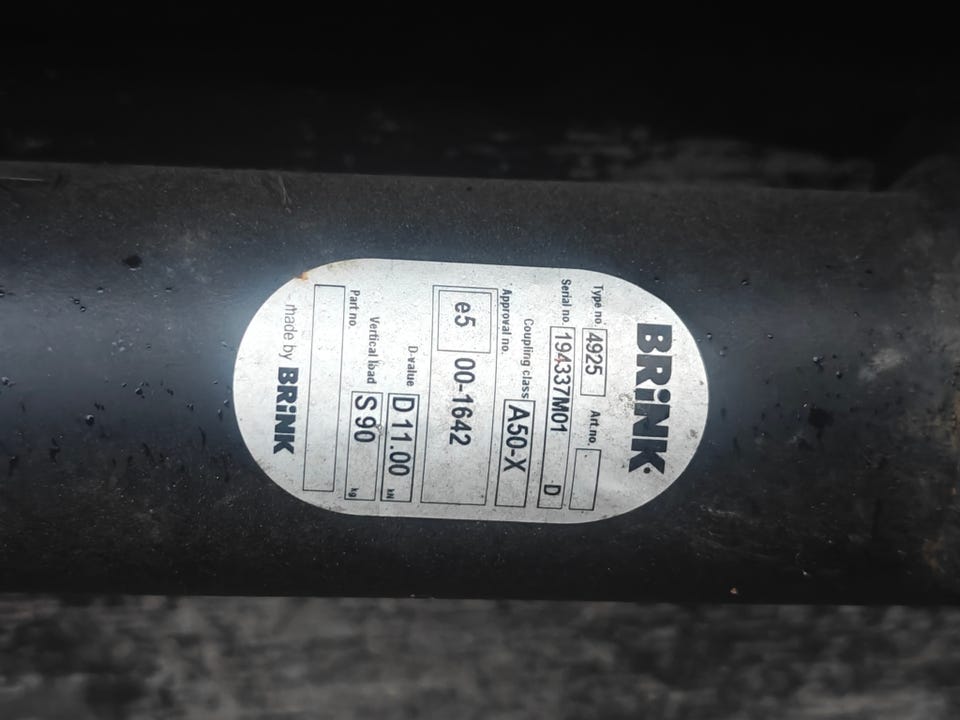 BRINK
Type no. 4925 Art.no.
Serial no. 194337M01 -D
Coupling class A50-X
Approval no.
e5 00-1642
D-value D 11.00 kN
Vertical load S 90 kg
Part no.
made by BRINK